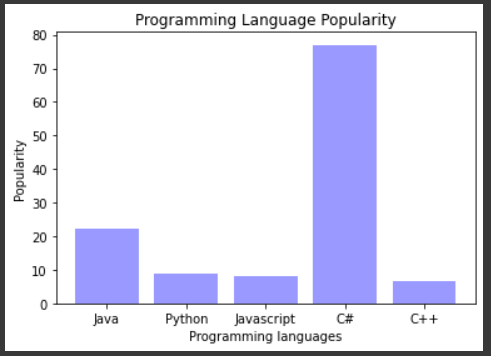 Programming Language Popularity
80
70
60
50
40
30
20
10
0
Popularity
Java Python Javascript C# C++
Programming languages